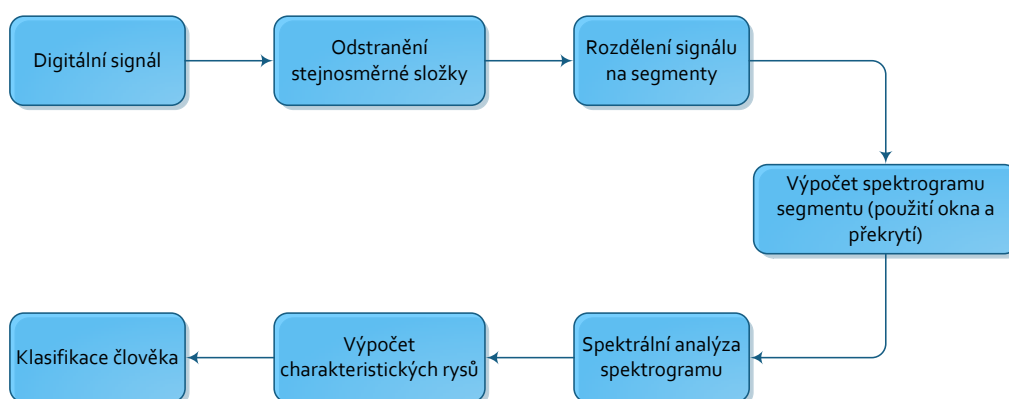 Digitální signál
Odstranění
stejnosměrné složky
Rozdělení signálu
na segmenty
Výpočet spektrogramu
segmentu (použití okna a
překrytí)
Spektrální analýza
spektrogramu
Výpočet
charakteristických rysů
Klasifikace člověka